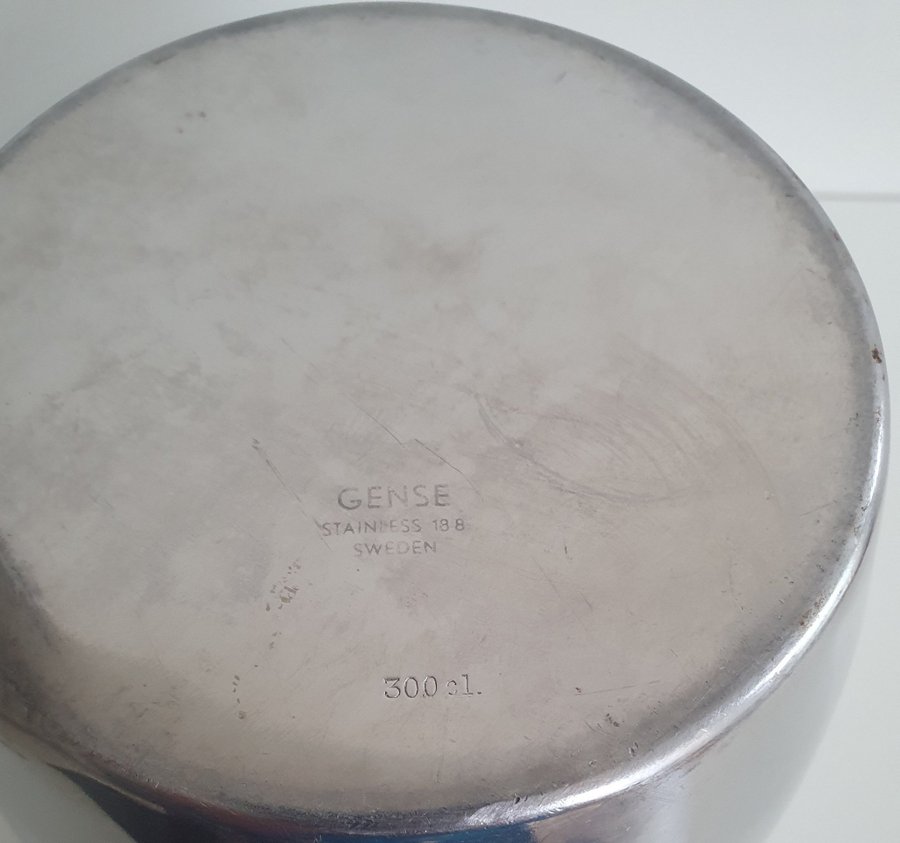 GENSE
STAINLESS 18 8
SWEDEN
300 cl.